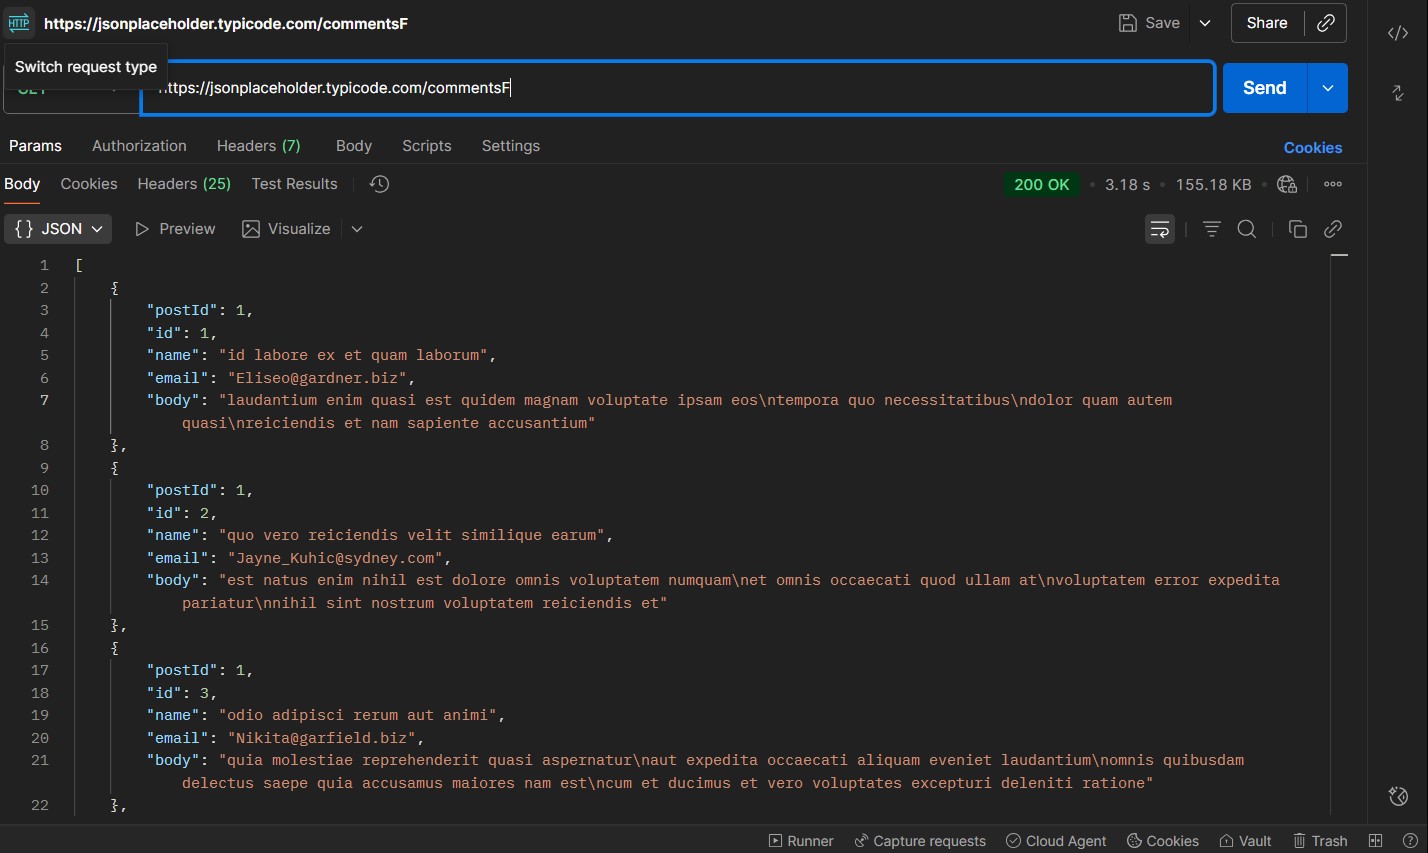 HTTP https://jsonplaceholder.typicode.com/commentsF Save Share
Switch request type
https://jsonplaceholder.typicode.com/commentsF Send
Params Authorization Headers (7) Body Scripts Settings Cookies
Body Cookies Headers (25) Test Results 200 OK • 3.18 s • 155.18 KB •
{} JSON Preview Visualize
1 [
2 {
3 "postId": 1,
4 "id": 1,
5 "name": "id labore ex et quam laborum",
6 "email": "Eliseo@gardner.biz",
7 "body": "laudantium enim quasi est quidem magnam voluptate ipsam eos\ntempora quo necessitatibus\ndolor quam autem
quasi\nreiciendis et nam sapiente accusantium"
8 },
9 {
10 "postId": 1,
11 "id": 2,
12 "name": "quo vero reiciendis velit similique earum",
13 "email": "Jayne_Kuhic@sydney.com",
14 "body": "est natus enim nihil est dolore omnis voluptatem numquam\net omnis occaecati quod ullam at\nvoluptatem error expedita
pariatur\nnihil sint nostrum voluptatem reiciendis et"
15 },
16 {
17 "postId": 1,
18 "id": 3,
19 "name": "odio adipisci rerum aut animi",
20 "email": "Nikita@garfield.biz",
21 "body": "quia molestiae reprehenderit quasi aspernatur\naut expedita occaecati aliquam eveniet laudantium\nomnis quibusdam
delectus saepe quia accusamus maiores nam est\ncum et ducimus et vero voluptates excepturi deleniti ratione"
22 },
Runner Capture requests Cloud Agent Cookies Vault Trash